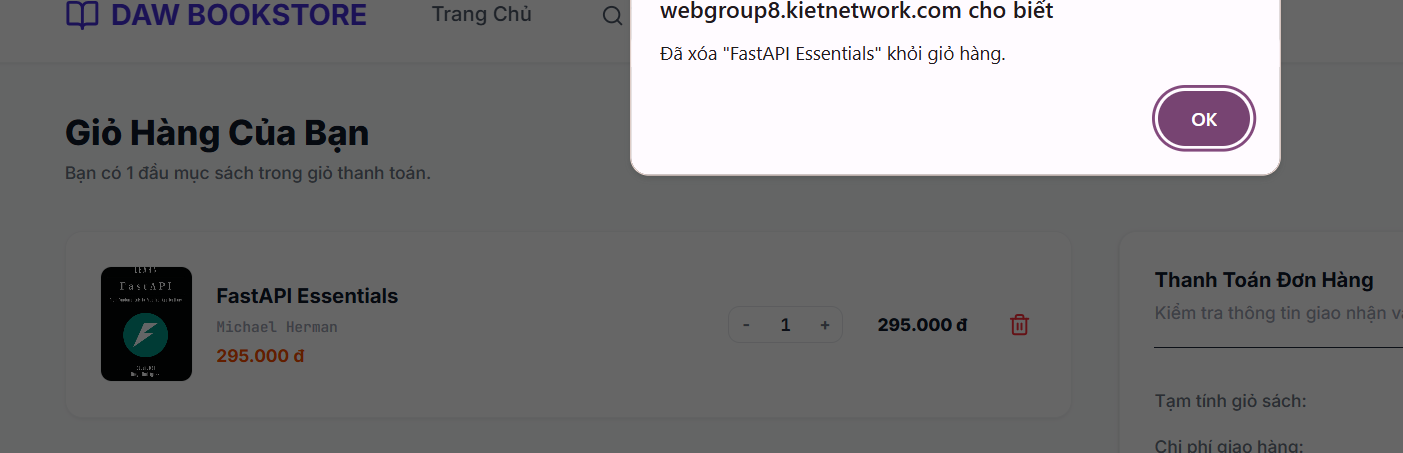 DAW BOOKSTORE
Trang Chủ
webgroup8.kietnetwork.com cho biết
Đã xóa "FastAPI Essentials" khỏi giỏ hàng.
OK
Giỏ Hàng Của Bạn
Bạn có 1 đầu mục sách trong giỏ thanh toán.
FastAPI
FastAPI Essentials
Michael Herman
295.000 đ
- 1 +
295.000 đ
Thanh Toán Đơn Hàng
Kiểm tra thông tin giao nhận
Tạm tính giỏ sách:
Chi phí giao hàng: